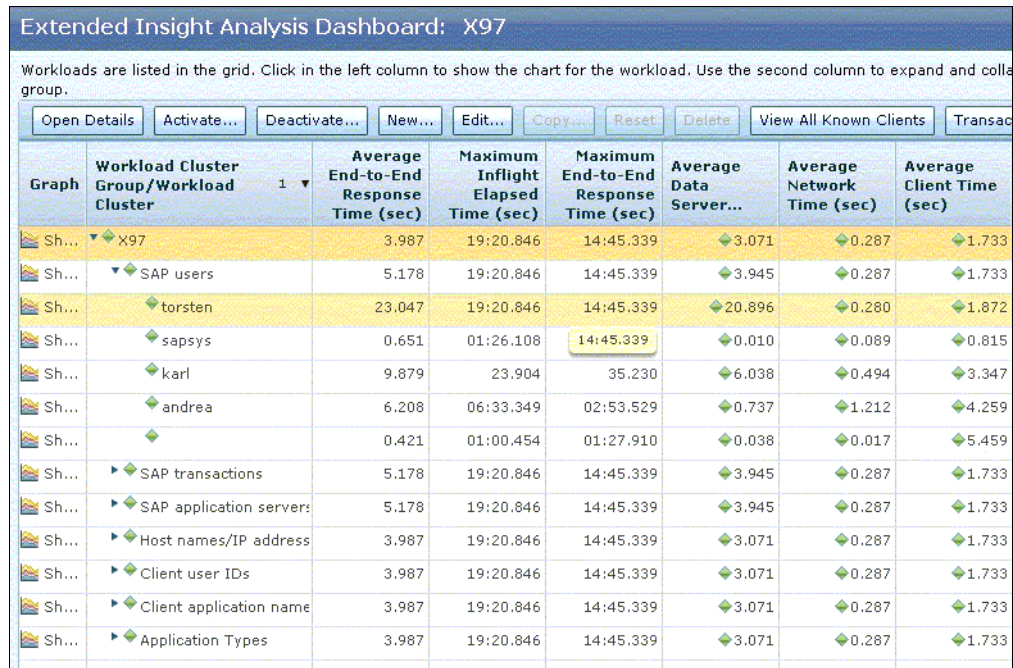 Extended Insight Analysis Dashboard: X97
Workloads are listed in the grid. Click in the left column to show the chart for the workload. Use the second column to expand and colla
group.
Open Details Activate... Deactivate... New... Edit... Copy... Reset Delete View All Known Clients Transac
Graph Workload Cluster Group/Workload Cluster 1 Average End-to-End Response Time (sec) Maximum Inflight Elapsed Time (sec) Maximum End-to-End Response Time (sec) Average Data Server... Average Network Time (sec) Average Client Time (sec)
Sh... X97 3.987 19:20.846 14:45.339 3.071 0.287 1.733
Sh... SAP users 5.178 19:20.846 14:45.339 3.945 0.287 1.733
Sh... torsten 23.047 19:20.846 14:45.339 20.896 0.280 1.872
Sh... sapsys 0.651 01:26.108 14:45.339 0.010 0.089 0.815
Sh... karl 9.879 23.904 35.230 6.038 0.494 3.347
Sh... andrea 6.208 06:33.349 02:53.529 0.737 1.212 4.259
Sh... 0.421 01:00.454 01:27.910 0.038 0.017 5.459
Sh... SAP transactions 5.178 19:20.846 14:45.339 3.945 0.287 1.733
Sh... SAP application servers 5.178 19:20.846 14:45.339 3.945 0.287 1.733
Sh... Host names/IP address 3.987 19:20.846 14:45.339 3.071 0.287 1.733
Sh... Client user IDs 3.987 19:20.846 14:45.339 3.071 0.287 1.733
Sh... Client application name 3.987 19:20.846 14:45.339 3.071 0.287 1.733
Sh... Application Types 3.987 19:20.846 14:45.339 3.071 0.287 1.733